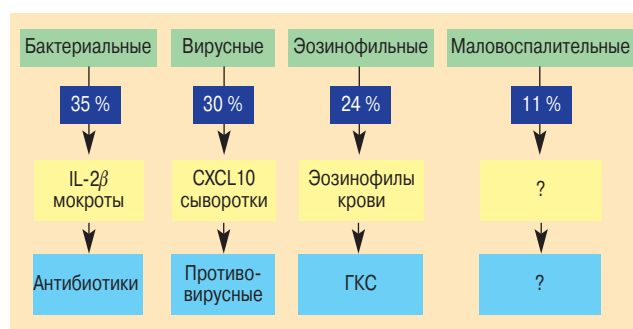 Бактериальные
Вирусные
Эозинофильные
Маловоспалительные
35 %
30 %
24 %
11 %
IL-2β
мокроты
CXCL10
сыворотки
Эозинофилы
крови
?
Антибиотики
Противо-
вирусные
ГКС
?